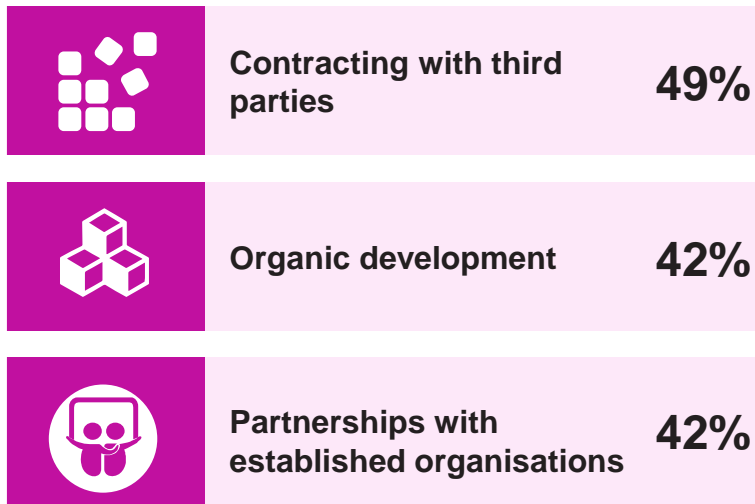 Contracting with third
parties
49%
Organic development
42%
Partnerships with
established organisations
42%